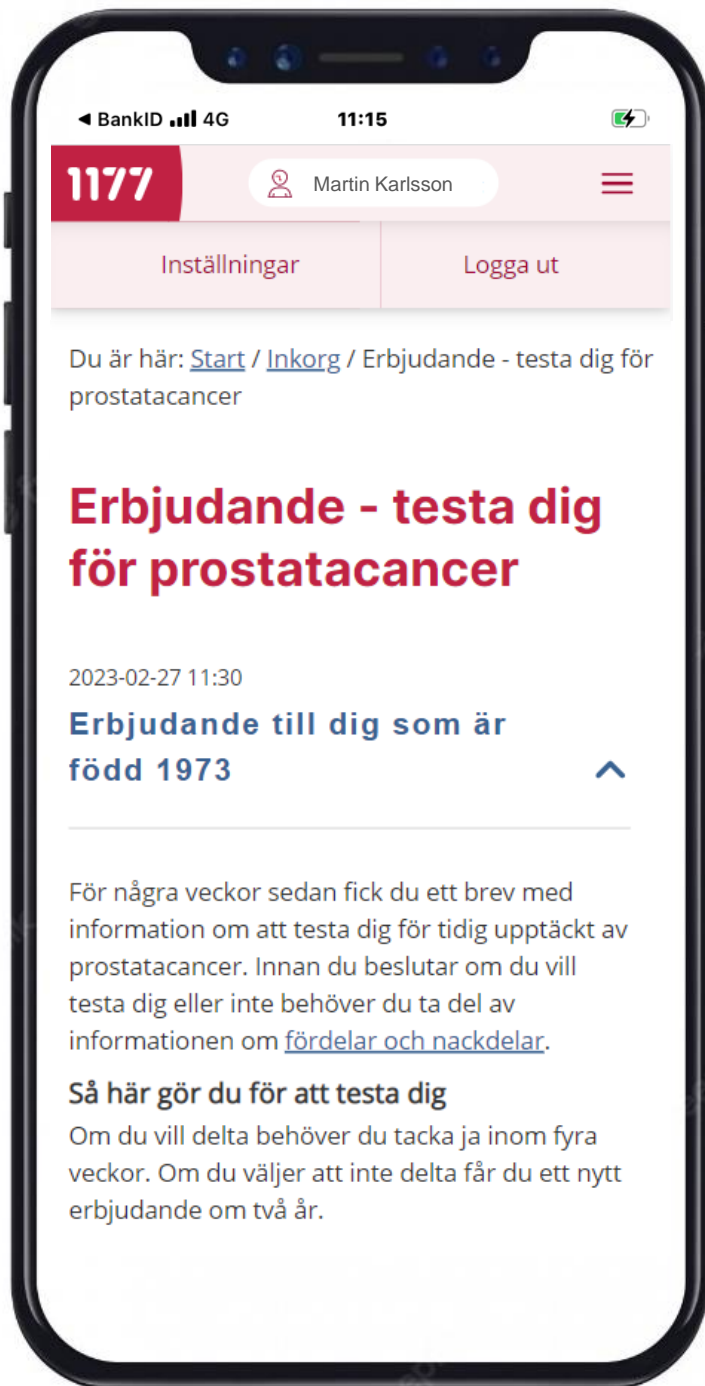 ◀ BankID 4G 11:15
1177 Martin Karlsson
Inställningar Logga ut
Du är här: Start / Inkorg / Erbjudande - testa dig för
prostatacancer
Erbjudande - testa dig
för prostatacancer
2023-02-27 11:30
Erbjudande till dig som är
född 1973
För några veckor sedan fick du ett brev med
information om att testa dig för tidig upptäckt av
prostatacancer. Innan du beslutar om du vill
testa dig eller inte behöver du ta del av
informationen om fördelar och nackdelar.
Så här gör du för att testa dig
Om du vill delta behöver du tacka ja inom fyra
veckor. Om du väljer att inte delta får du ett nytt
erbjudande om två år.